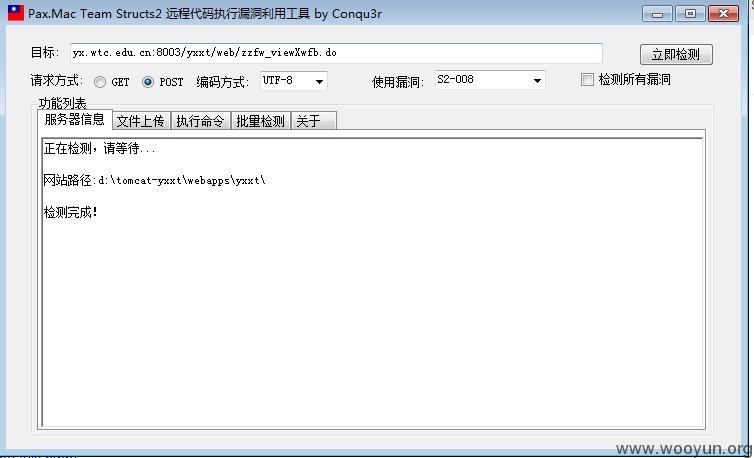 Pax.Mac Team Structs2 远程代码执行漏洞利用工具 by Conqu3r
目标: yx.wtc.edu.cn:8003/yxxt/web/zzfw_viewXwfb.do 立即检测
请求方式: GET POST 编码方式: UTF-8 使用漏洞: S2-008 检测所有漏洞
功能列表
服务器信息 文件上传 执行命令 批量检测 关于
正在检测，请等待...
网站路径:d:\tomcat-yxxt\webapps\yxxt\
检测完成！
www.wooyun.org